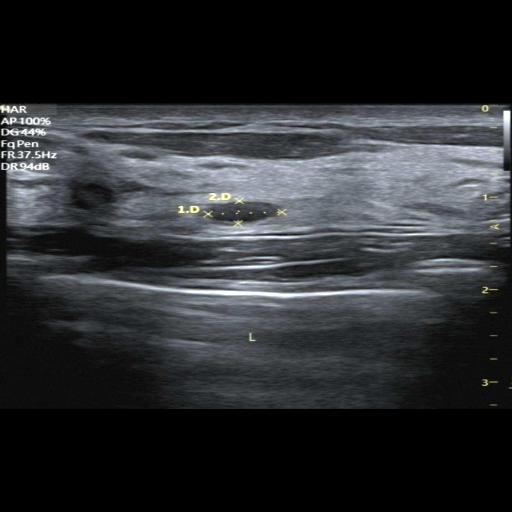 HAR
AP 100%
DG 44%
Fq Pen
FR 37.5Hz
DR 94dB
0
2.D
1.D
1
A
2
L
3